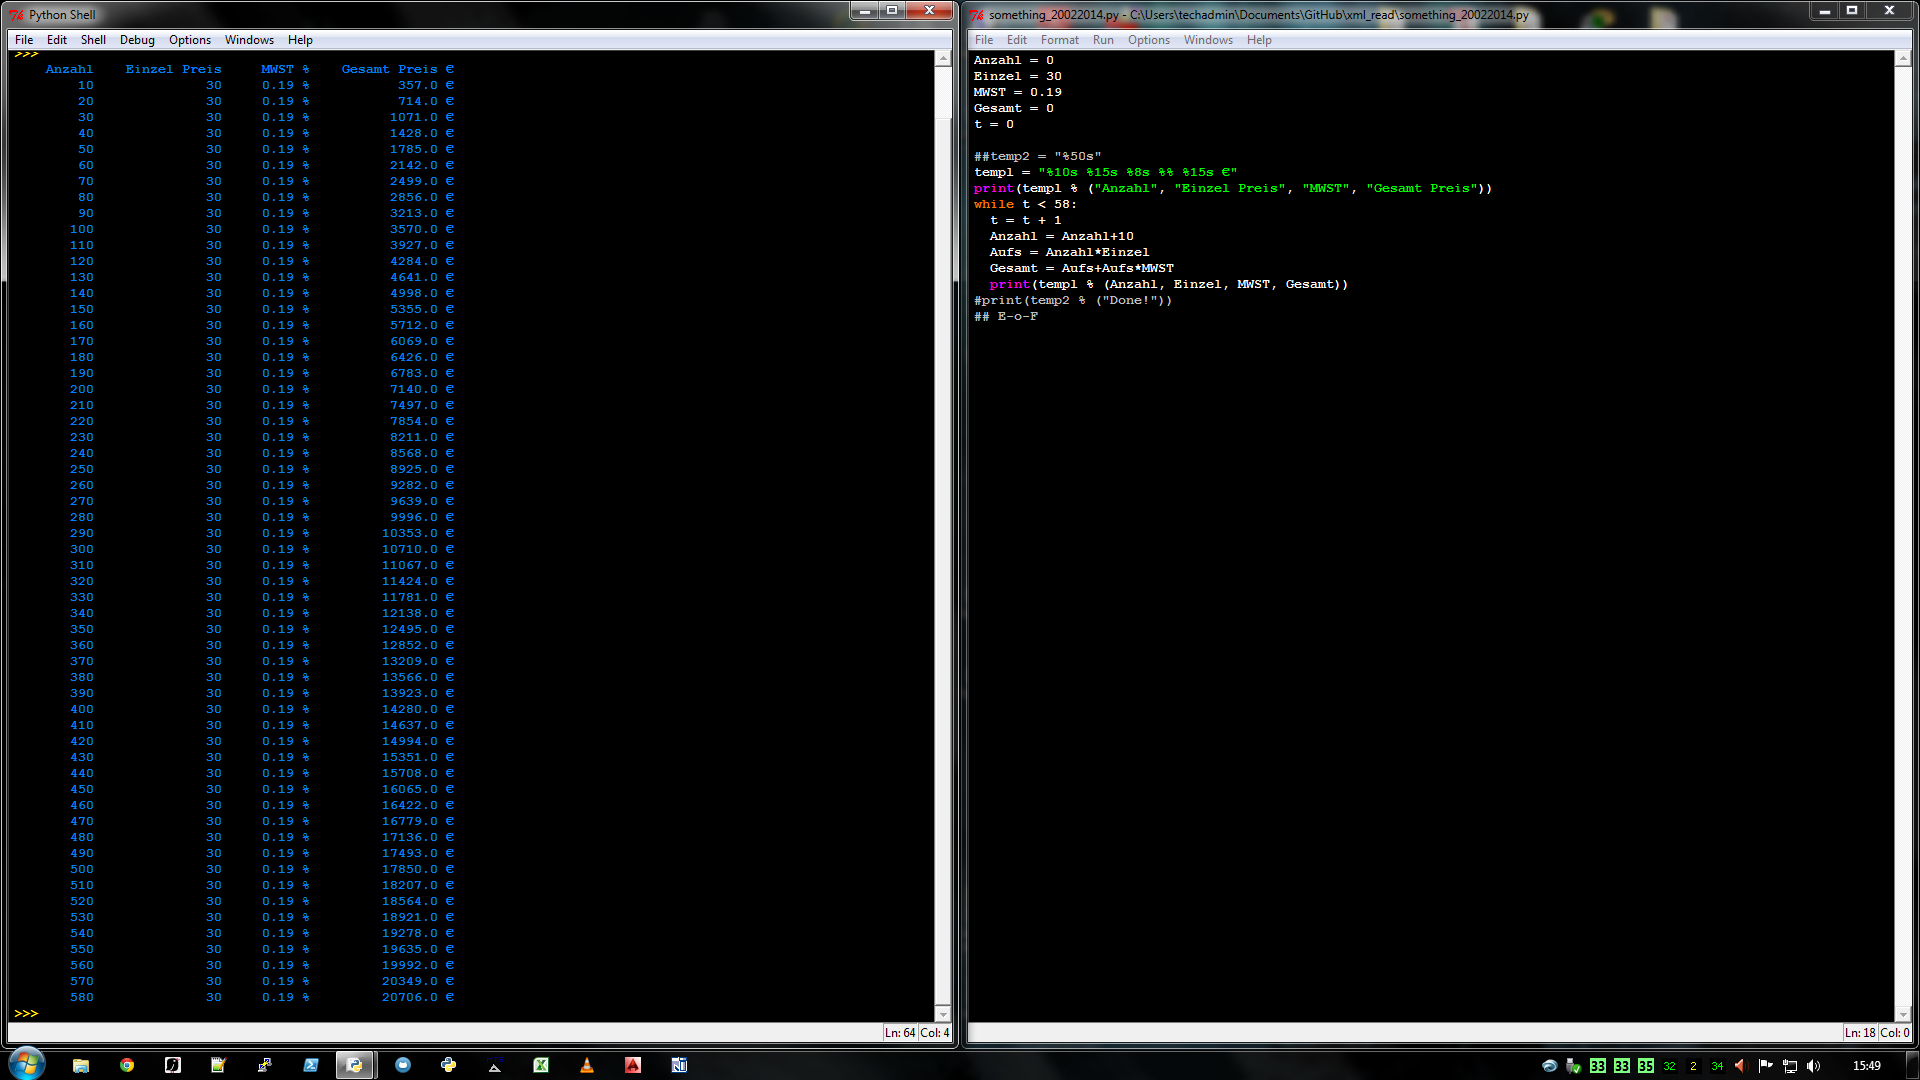 Python Shell
File Edit Shell Debug Options Windows Help
>>>
Anzahl Einzel Preis MWST % Gesamt Preis €
10 30 0.19 % 357.0 €
20 30 0.19 % 714.0 €
30 30 0.19 % 1071.0 €
40 30 0.19 % 1428.0 €
50 30 0.19 % 1785.0 €
60 30 0.19 % 2142.0 €
70 30 0.19 % 2499.0 €
80 30 0.19 % 2856.0 €
90 30 0.19 % 3213.0 €
100 30 0.19 % 3570.0 €
110 30 0.19 % 3927.0 €
120 30 0.19 % 4284.0 €
130 30 0.19 % 4641.0 €
140 30 0.19 % 4998.0 €
150 30 0.19 % 5355.0 €
160 30 0.19 % 5712.0 €
170 30 0.19 % 6069.0 €
180 30 0.19 % 6426.0 €
190 30 0.19 % 6783.0 €
200 30 0.19 % 7140.0 €
210 30 0.19 % 7497.0 €
220 30 0.19 % 7854.0 €
230 30 0.19 % 8211.0 €
240 30 0.19 % 8568.0 €
250 30 0.19 % 8925.0 €
260 30 0.19 % 9282.0 €
270 30 0.19 % 9639.0 €
280 30 0.19 % 9996.0 €
290 30 0.19 % 10353.0 €
300 30 0.19 % 10710.0 €
310 30 0.19 % 11067.0 €
320 30 0.19 % 11424.0 €
330 30 0.19 % 11781.0 €
340 30 0.19 % 12138.0 €
350 30 0.19 % 12495.0 €
360 30 0.19 % 12852.0 €
370 30 0.19 % 13209.0 €
380 30 0.19 % 13566.0 €
390 30 0.19 % 13923.0 €
400 30 0.19 % 14280.0 €
410 30 0.19 % 14637.0 €
420 30 0.19 % 14994.0 €
430 30 0.19 % 15351.0 €
440 30 0.19 % 15708.0 €
450 30 0.19 % 16065.0 €
460 30 0.19 % 16422.0 €
470 30 0.19 % 16779.0 €
480 30 0.19 % 17136.0 €
490 30 0.19 % 17493.0 €
500 30 0.19 % 17850.0 €
510 30 0.19 % 18207.0 €
520 30 0.19 % 18564.0 €
530 30 0.19 % 18921.0 €
540 30 0.19 % 19278.0 €
550 30 0.19 % 19635.0 €
560 30 0.19 % 19992.0 €
570 30 0.19 % 20349.0 €
580 30 0.19 % 20706.0 €
>>>
Ln: 64 Col: 4
something_20022014.py - C:\Users\techadmin\Documents\GitHub\xml_read\something_20022014.py
File Edit Format Run Options Windows Help
Anzahl = 0
Einzel = 30
MWST = 0.19
Gesamt = 0
t = 0
##temp2 = "%50s"
templ = "%10s %15s %8s %% %15s €"
print(templ % ("Anzahl", "Einzel Preis", "MWST", "Gesamt Preis"))
while t < 58:
  t = t + 1
  Anzahl = Anzahl+10
  Aufs = Anzahl*Einzel
  Gesamt = Aufs+Aufs*MWST
  print(templ % (Anzahl, Einzel, MWST, Gesamt))
#print(temp2 % ("Done!"))
## E-o-F
Ln: 18 Col: 0
33 33 35 32 2 34 15:49